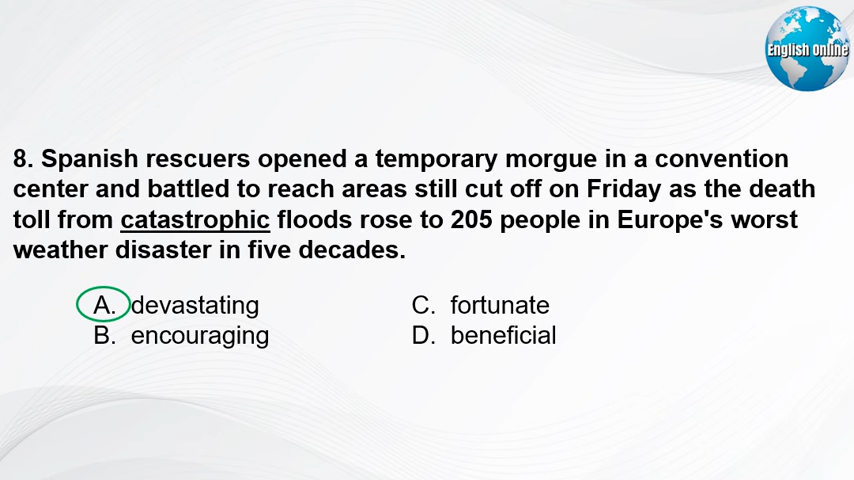 English Online
8. Spanish rescuers opened a temporary morgue in a convention
center and battled to reach areas still cut off on Friday as the death
toll from catastrophic floods rose to 205 people in Europe's worst
weather disaster in five decades.
A. devastating
B. encouraging
C. fortunate
D. beneficial